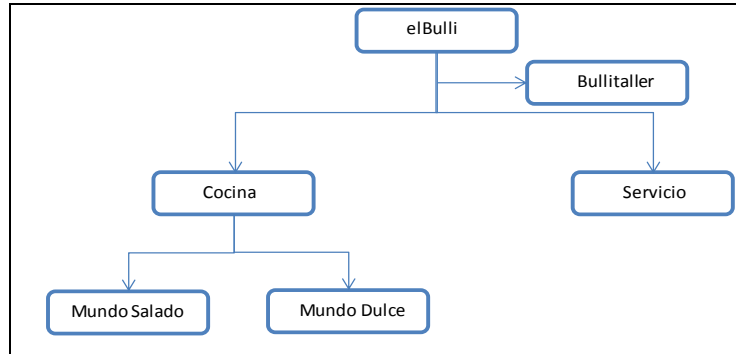 elBulli
Bullitaller
Cocina
Servicio
Mundo Salado
Mundo Dulce